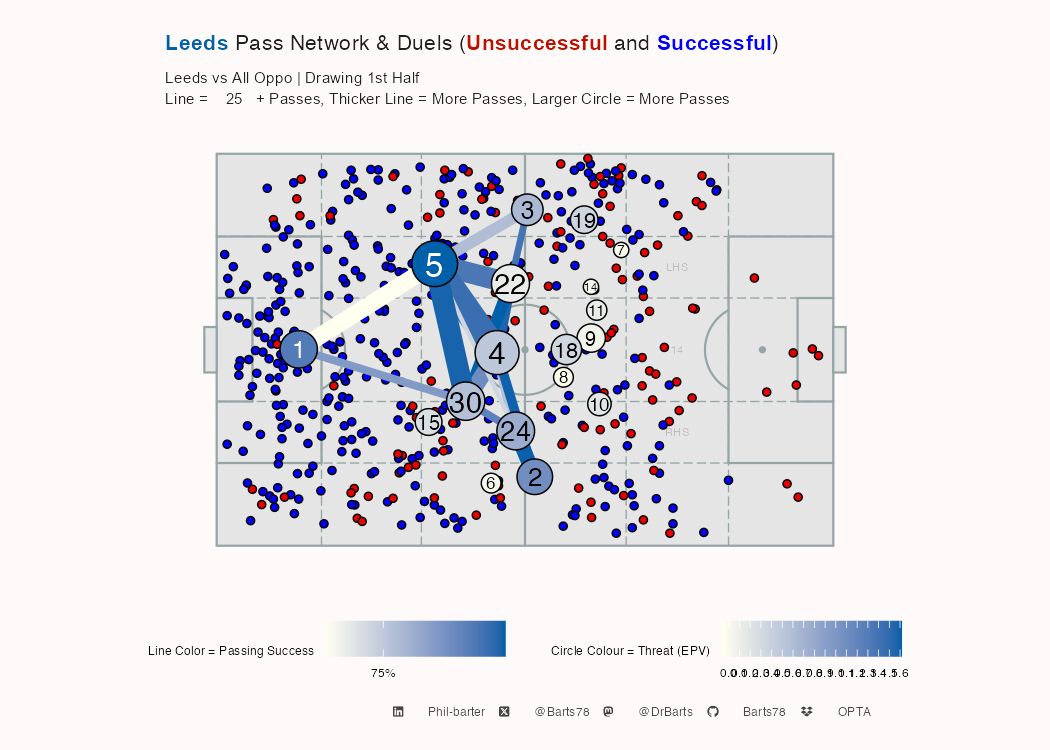 Leeds Pass Network & Duels (Unsuccessful and Successful)
Leeds vs All Oppo | Drawing 1st Half
Line = 25 + Passes, Thicker Line = More Passes, Larger Circle = More Passes
3
19
7
5
LHS
22
14
11
9
1
4
18
14
8
30
10
15
24
RHS
2
6
Line Color = Passing Success
75%
Circle Colour = Threat (EPV)
Phil-barter
@Barts78
@DrBarts
Barts78
OPTA